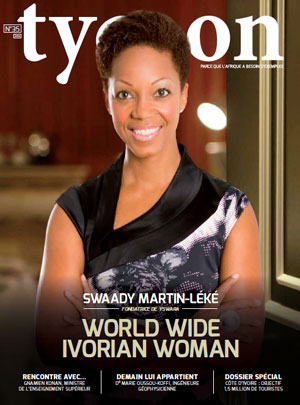 N°35
tycoon
PARCE QUE L'AFRIQUE A BESOIN D'EXEMPLES
SWAADY MARTIN-LÉKÉ
FONDATRICE DE YSWARA
WORLD WIDE
IVORIAN WOMAN
RENCONTRE AVEC...
GNAMIEN KONAN, MINISTRE
DE L'ENSEIGNEMENT SUPÉRIEUR
DEMAIN LUI APPARTIENT
Dr MARIE OUSSOU-KOFFI, INGÉNIEURE
GÉOPHYSICIENNE
DOSSIER SPÉCIAL
CÔTE D'IVOIRE : OBJECTIF
1,5 MILLION DE TOURISTES